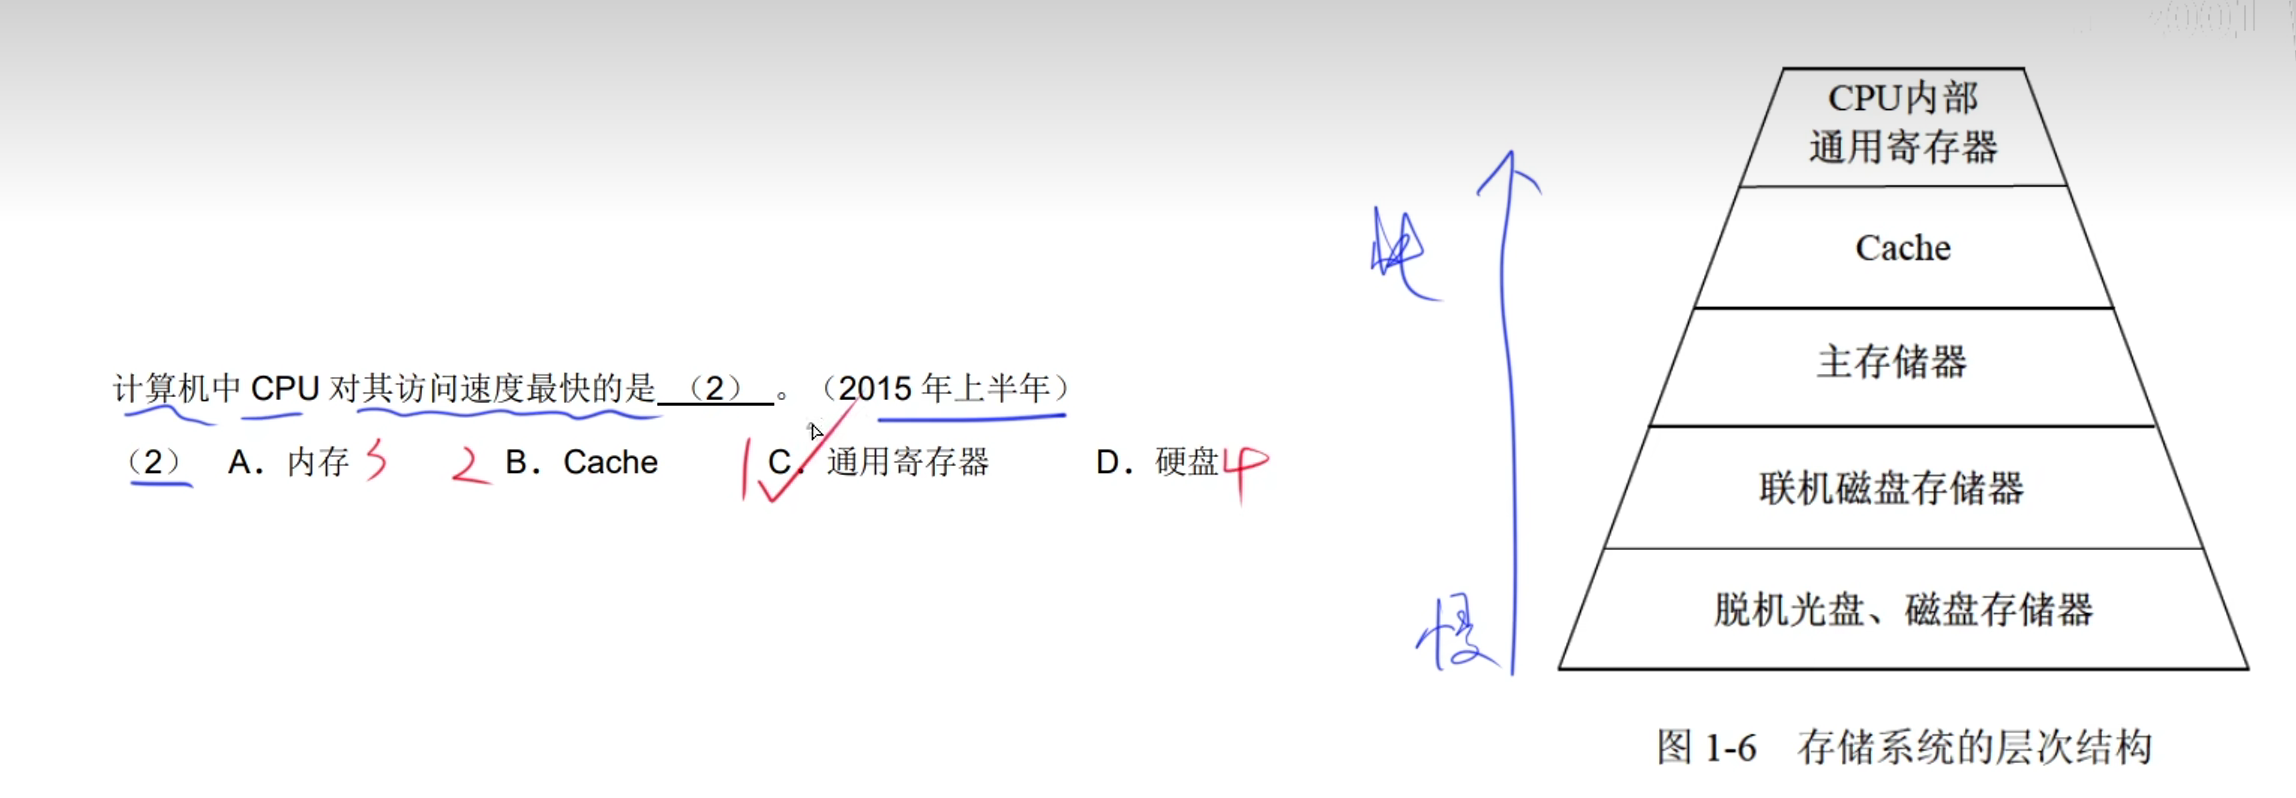 计算机中 CPU 对其访问速度最快的是 （2） 。（2015 年上半年）
（2） A．内存 3 2 B．Cache 1 C．通用寄存器 D．硬盘 4
快
慢
CPU内部
通用寄存器
Cache
主存储器
联机磁盘存储器
脱机光盘、磁盘存储器
图 1-6 存储系统的层次结构